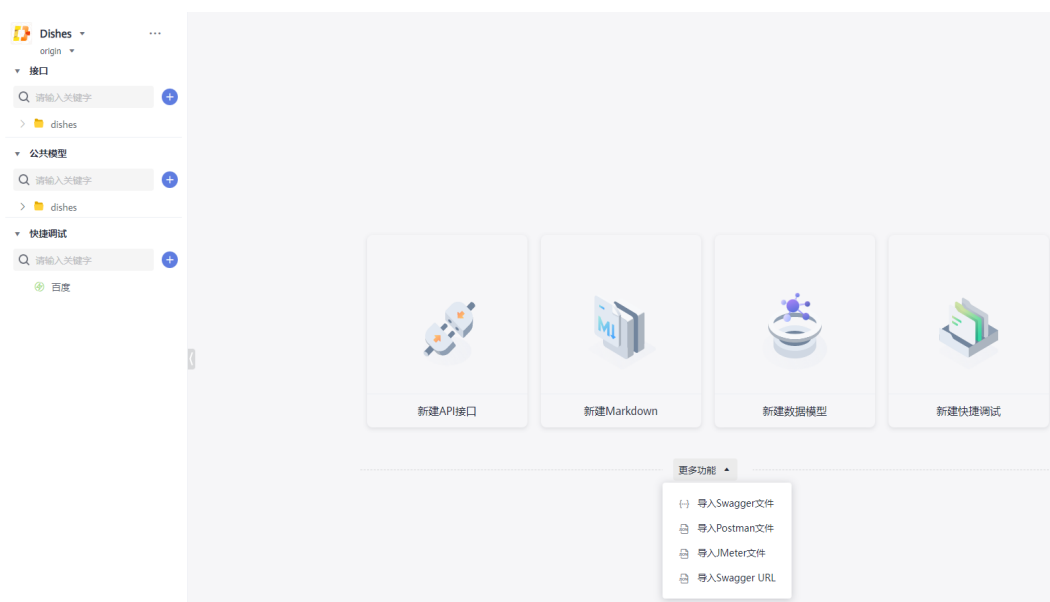 Dishes
origin
接口
请输入关键字
dishes
公共模型
请输入关键字
dishes
快捷调试
请输入关键字
百度
新建API接口
新建Markdown
新建数据模型
新建快捷调试
更多功能
导入Swagger文件
导入Postman文件
导入JMeter文件
导入Swagger URL